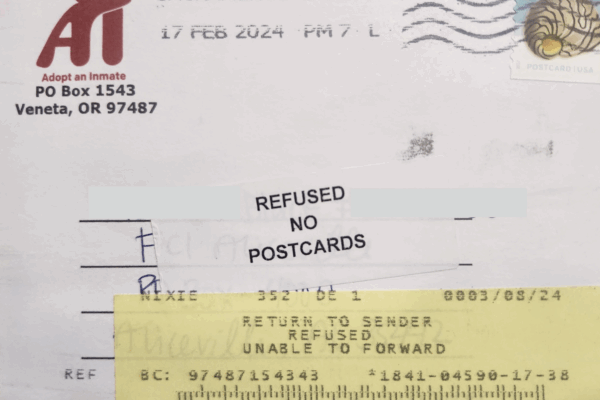 AI
Adopt an Inmate
PO Box 1543
Veneta, OR 97487
17 FEB 2024 PM 7 L
POSTCARD/USA
REFUSED
NO
POSTCARDS
F
CI
NIXIE 352 DE 1 0003/08/24
RETURN TO SENDER
REFUSED
UNABLE TO FORWARD
REF
BC: 97487154343 *1841-04590-17-38